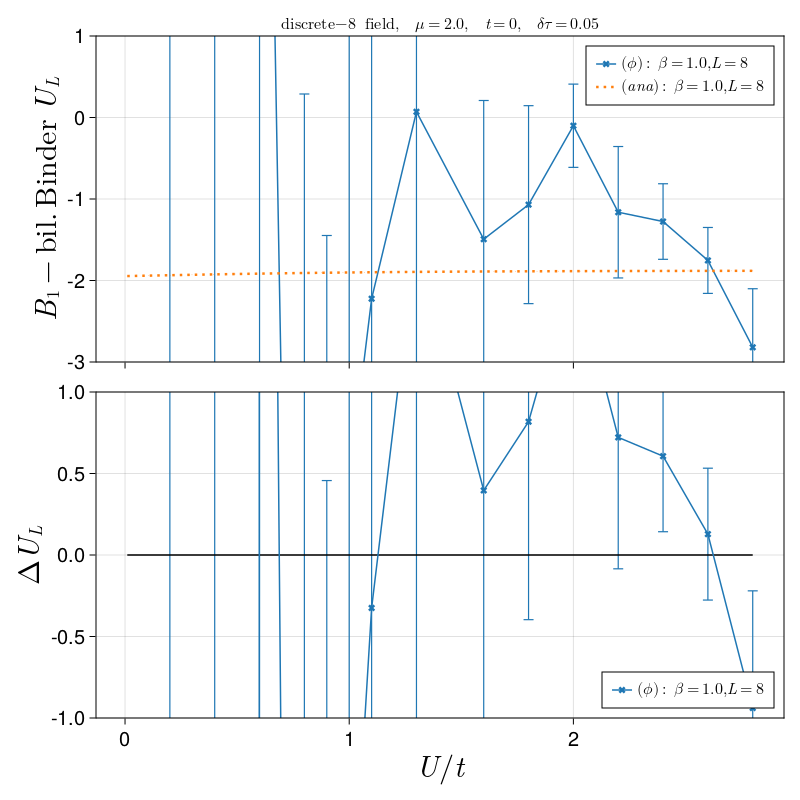 discrete−8 field, μ = 2.0, t = 0, δτ = 0.05
B₁ − bil. Binder U_L
1
0
-1
-2
-3
(ϕ) : β = 1.0, L = 8
(ana) : β = 1.0, L = 8
ΔU_L
1.0
0.5
0.0
-0.5
-1.0
(ϕ) : β = 1.0, L = 8
0
1
2
U/t